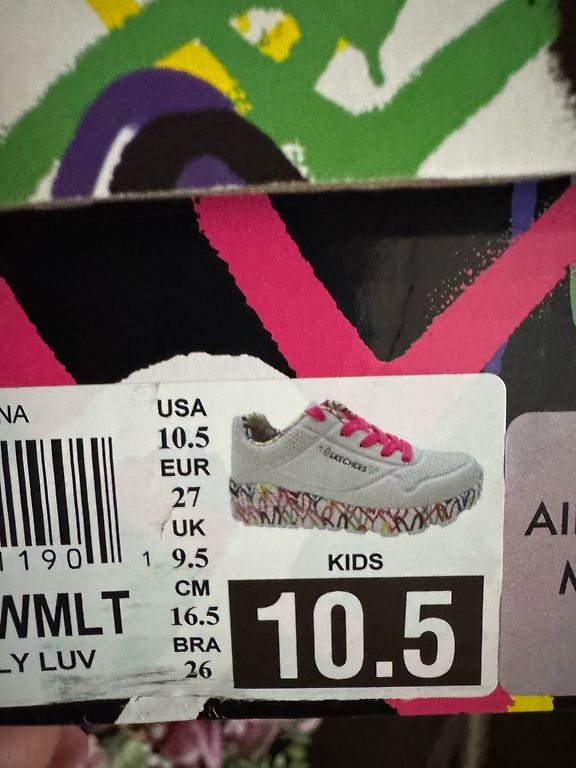 NA
USA
10.5
EUR
27
UK
9.5
CM
16.5
BRA
26
190 1
WMLT
LY LUV
SKECHERS
KIDS
10.5